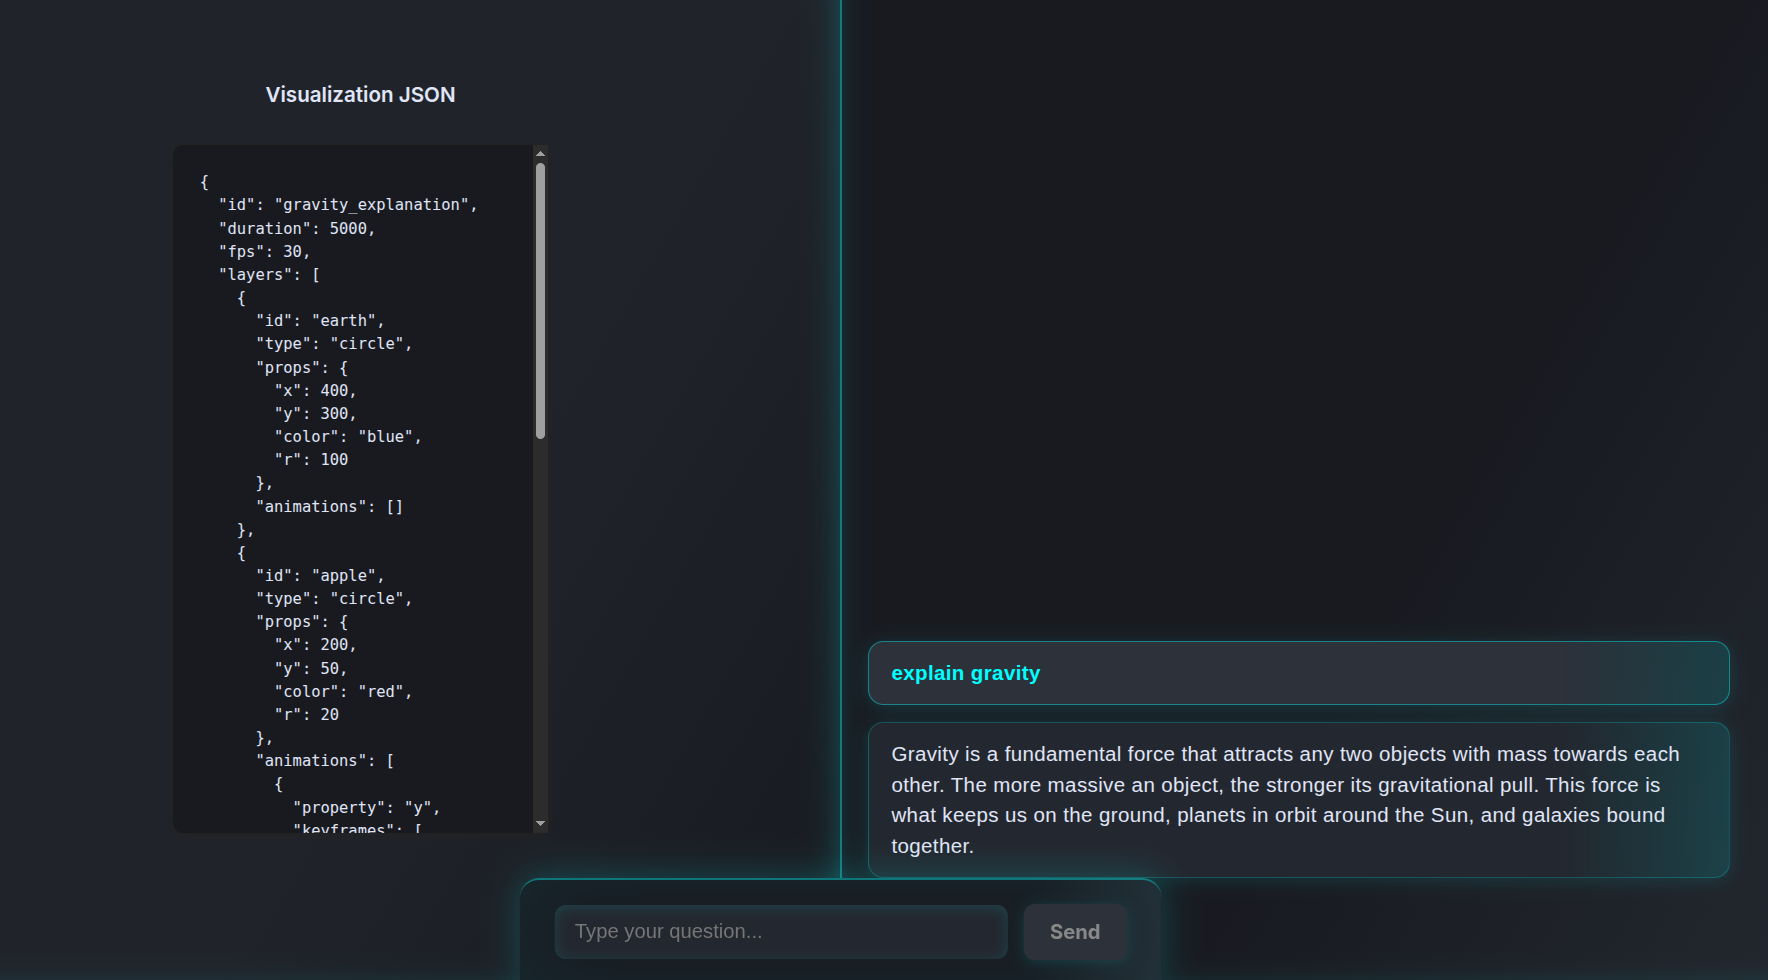 Visualization JSON
{
  "id": "gravity_explanation",
  "duration": 5000,
  "fps": 30,
  "layers": [
    {
      "id": "earth",
      "type": "circle",
      "props": {
        "x": 400,
        "y": 300,
        "color": "blue",
        "r": 100
      },
      "animations": []
    },
    {
      "id": "apple",
      "type": "circle",
      "props": {
        "x": 200,
        "y": 50,
        "color": "red",
        "r": 20
      },
      "animations": [
        {
          "property": "y",
          "keyframes": [
explain gravity
Gravity is a fundamental force that attracts any two objects with mass towards each
other. The more massive an object, the stronger its gravitational pull. This force is
what keeps us on the ground, planets in orbit around the Sun, and galaxies bound
together.
Type your question...
Send